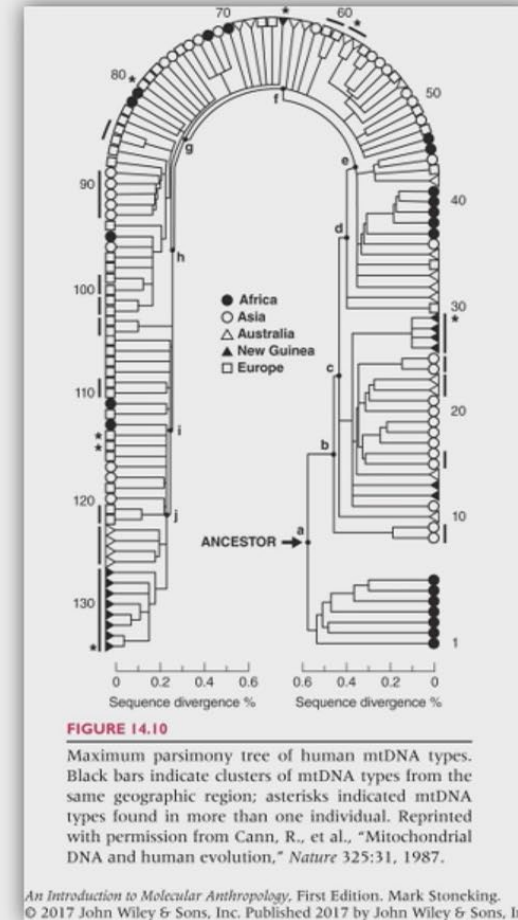 70
60
*
*
80
*
50
f
g
e
90
40
d
h
100
Africa
Asia
Australia
New Guinea
Europe
30
*
c
110
20
*
*
i
b
120
j
a
10
ANCESTOR
130
*
1
0 0.2 0.4 0.6
0.6 0.4 0.2 0
Sequence divergence %
Sequence divergence %
FIGURE 14.10
Maximum parsimony tree of human mtDNA types.
Black bars indicate clusters of mtDNA types from the
same geographic region; asterisks indicated mtDNA
types found in more than one individual. Reprinted
with permission from Cann, R., et al., “Mitochondrial
DNA and human evolution,” Nature 325:31, 1987.
An Introduction to Molecular Anthropology, First Edition. Mark Stoneking.
© 2017 John Wiley & Sons, Inc. Published 2017 by John Wiley & Sons, I